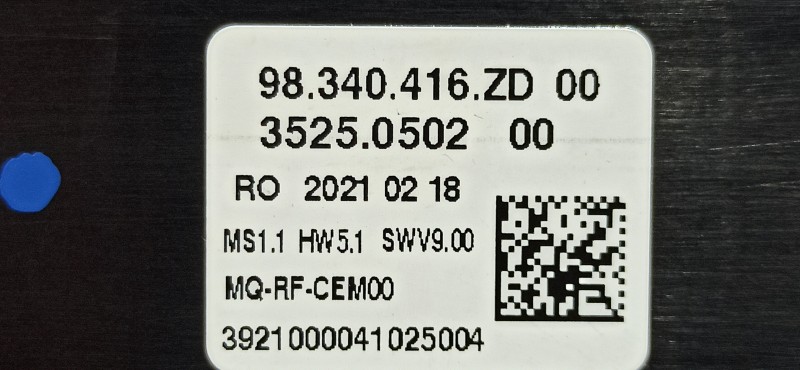 98.340.416.ZD 00
3525.0502 00
RO 2021 02 18
MS1.1 HW5.1 SWV9.00
MQ-RF-CEM00
3921000041025004